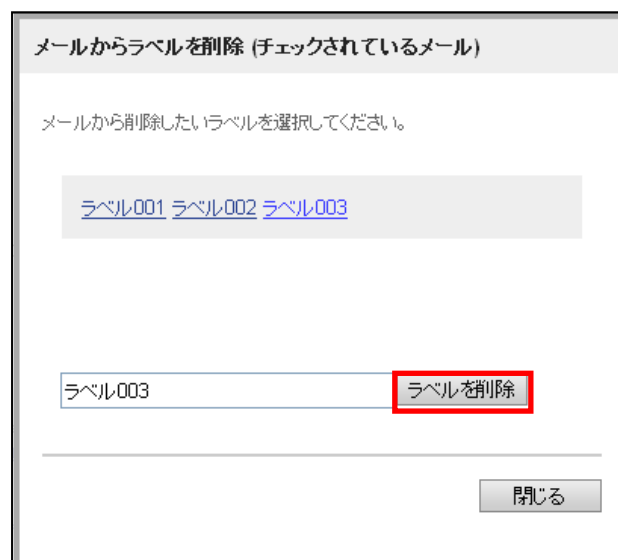 メールからラベルを削除 (チェックされているメール)
メールから削除したいラベルを選択してください。
ラベル001 ラベル002 ラベル003
ラベル003 ラベルを削除
閉じる